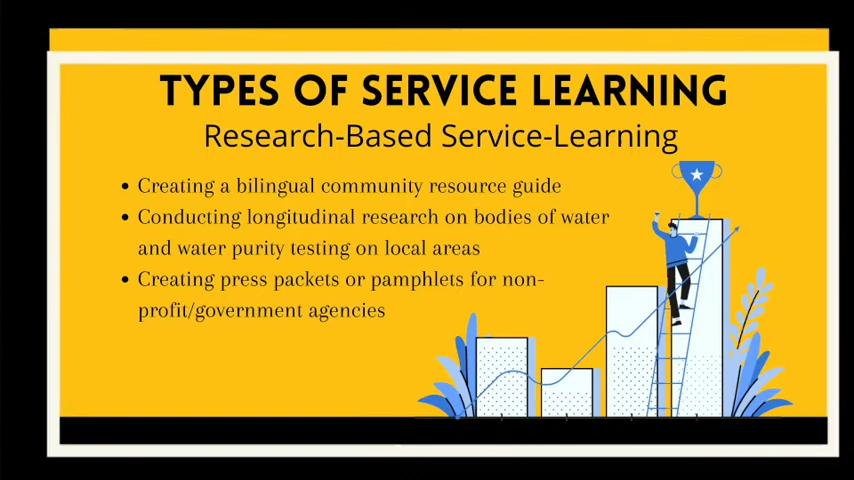 TYPES OF SERVICE LEARNING
Research-Based Service-Learning
• Creating a bilingual community resource guide
• Conducting longitudinal research on bodies of water
and water purity testing on local areas
• Creating press packets or pamphlets for non-
profit/government agencies